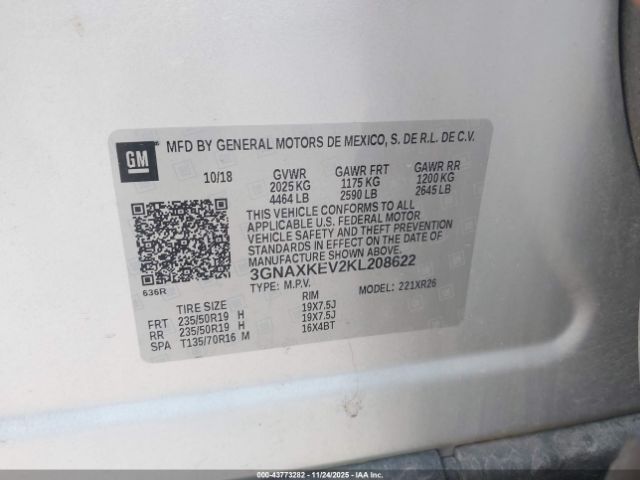 GM
MFD BY GENERAL MOTORS DE MEXICO, S. DE R.L. DE C.V.
10/18 GVWR GAWR FRT GAWR RR
2025 KG 1175 KG 1200 KG
4464 LB 2590 LB 2645 LB
THIS VEHICLE CONFORMS TO ALL
APPLICABLE U.S. FEDERAL MOTOR
VEHICLE SAFETY AND THEFT PREVENTION
STANDARDS IN EFFECT ON THE DATE OF
MANUFACTURE SHOWN ABOVE.
3GNAXKEV2KL208622
636R
TYPE: M.P.V. MODEL: 221XR26
TIRE SIZE RIM
FRT 235/50R19 H 19X7.5J
RR 235/50R19 H 19X7.5J
SPA T135/70R16 M 16X4BT
000-43773282 - 11/24/2025 - IAAI.COM